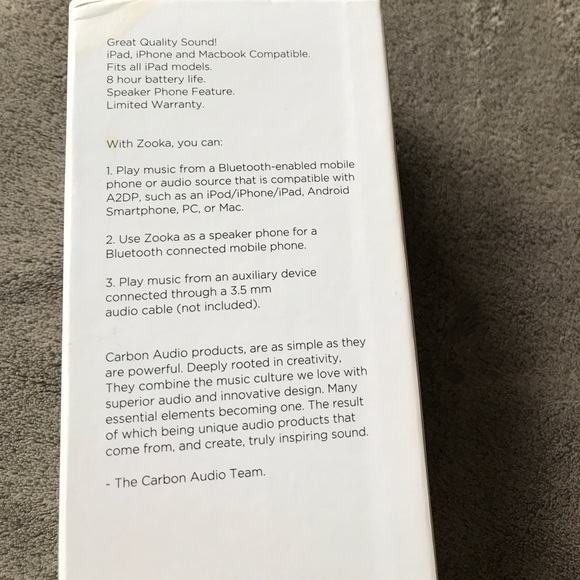 Great Quality Sound!
iPad, iPhone and Macbook Compatible.
Fits all iPad models.
8 hour battery life.
Speaker Phone Feature.
Limited Warranty.
With Zooka, you can:
1. Play music from a Bluetooth-enabled mobile
phone or audio source that is compatible with
A2DP, such as an iPod/iPhone/iPad, Android
Smartphone, PC, or Mac.
2. Use Zooka as a speaker phone for a
Bluetooth connected mobile phone.
3. Play music from an auxiliary device
connected through a 3.5 mm
audio cable (not included).
Carbon Audio products, are as simple as they
are powerful. Deeply rooted in creativity,
They combine the music culture we love with
superior audio and innovative design. Many
essential elements becoming one. The result
of which being unique audio products that
come from, and create, truly inspiring sound.
- The Carbon Audio Team.